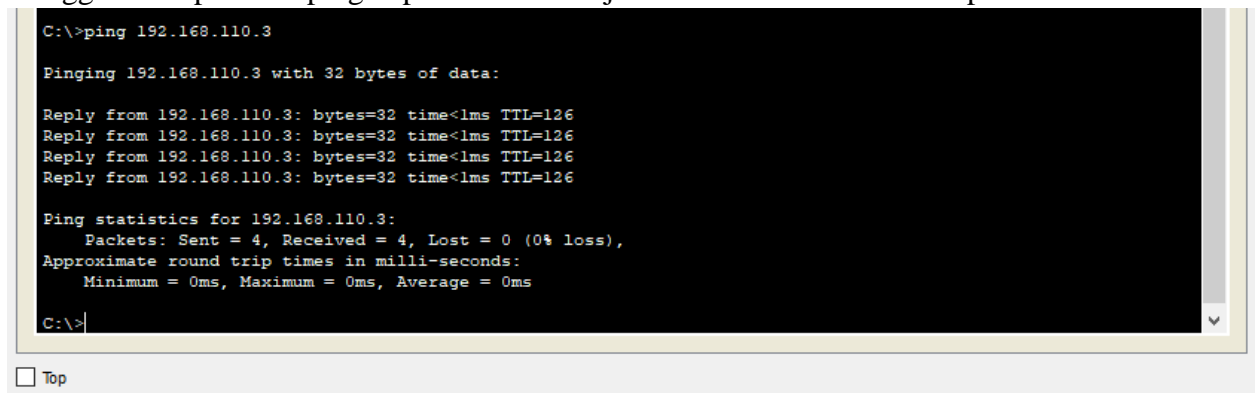 C:\>ping 192.168.110.3
Pinging 192.168.110.3 with 32 bytes of data:
Reply from 192.168.110.3: bytes=32 time<1ms TTL=126
Reply from 192.168.110.3: bytes=32 time<1ms TTL=126
Reply from 192.168.110.3: bytes=32 time<1ms TTL=126
Reply from 192.168.110.3: bytes=32 time<1ms TTL=126
Ping statistics for 192.168.110.3:
Packets: Sent = 4, Received = 4, Lost = 0 (0% loss),
Approximate round trip times in milli-seconds:
Minimum = 0ms, Maximum = 0ms, Average = 0ms
C:\>
Top